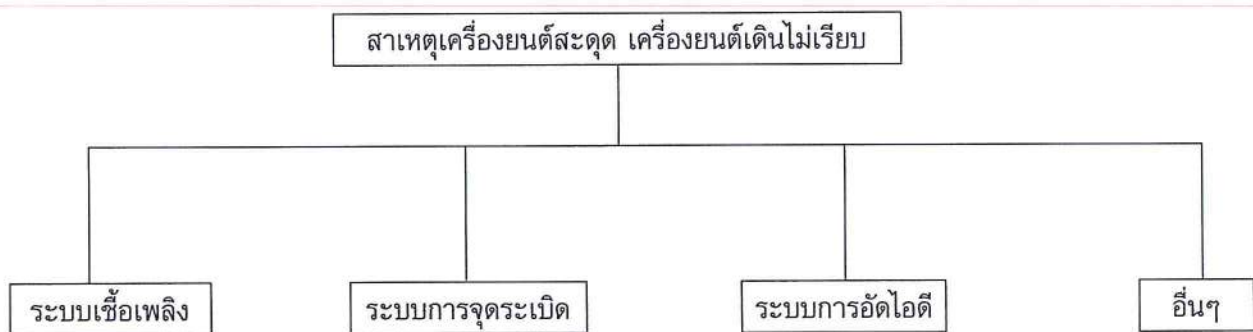 สาเหตุเครื่องยนต์สะดุด เครื่องยนต์เดินไม่เรียบ
ระบบเชื้อเพลิง
ระบบการจุดระเบิด
ระบบการอัดไอดี
อื่นๆ